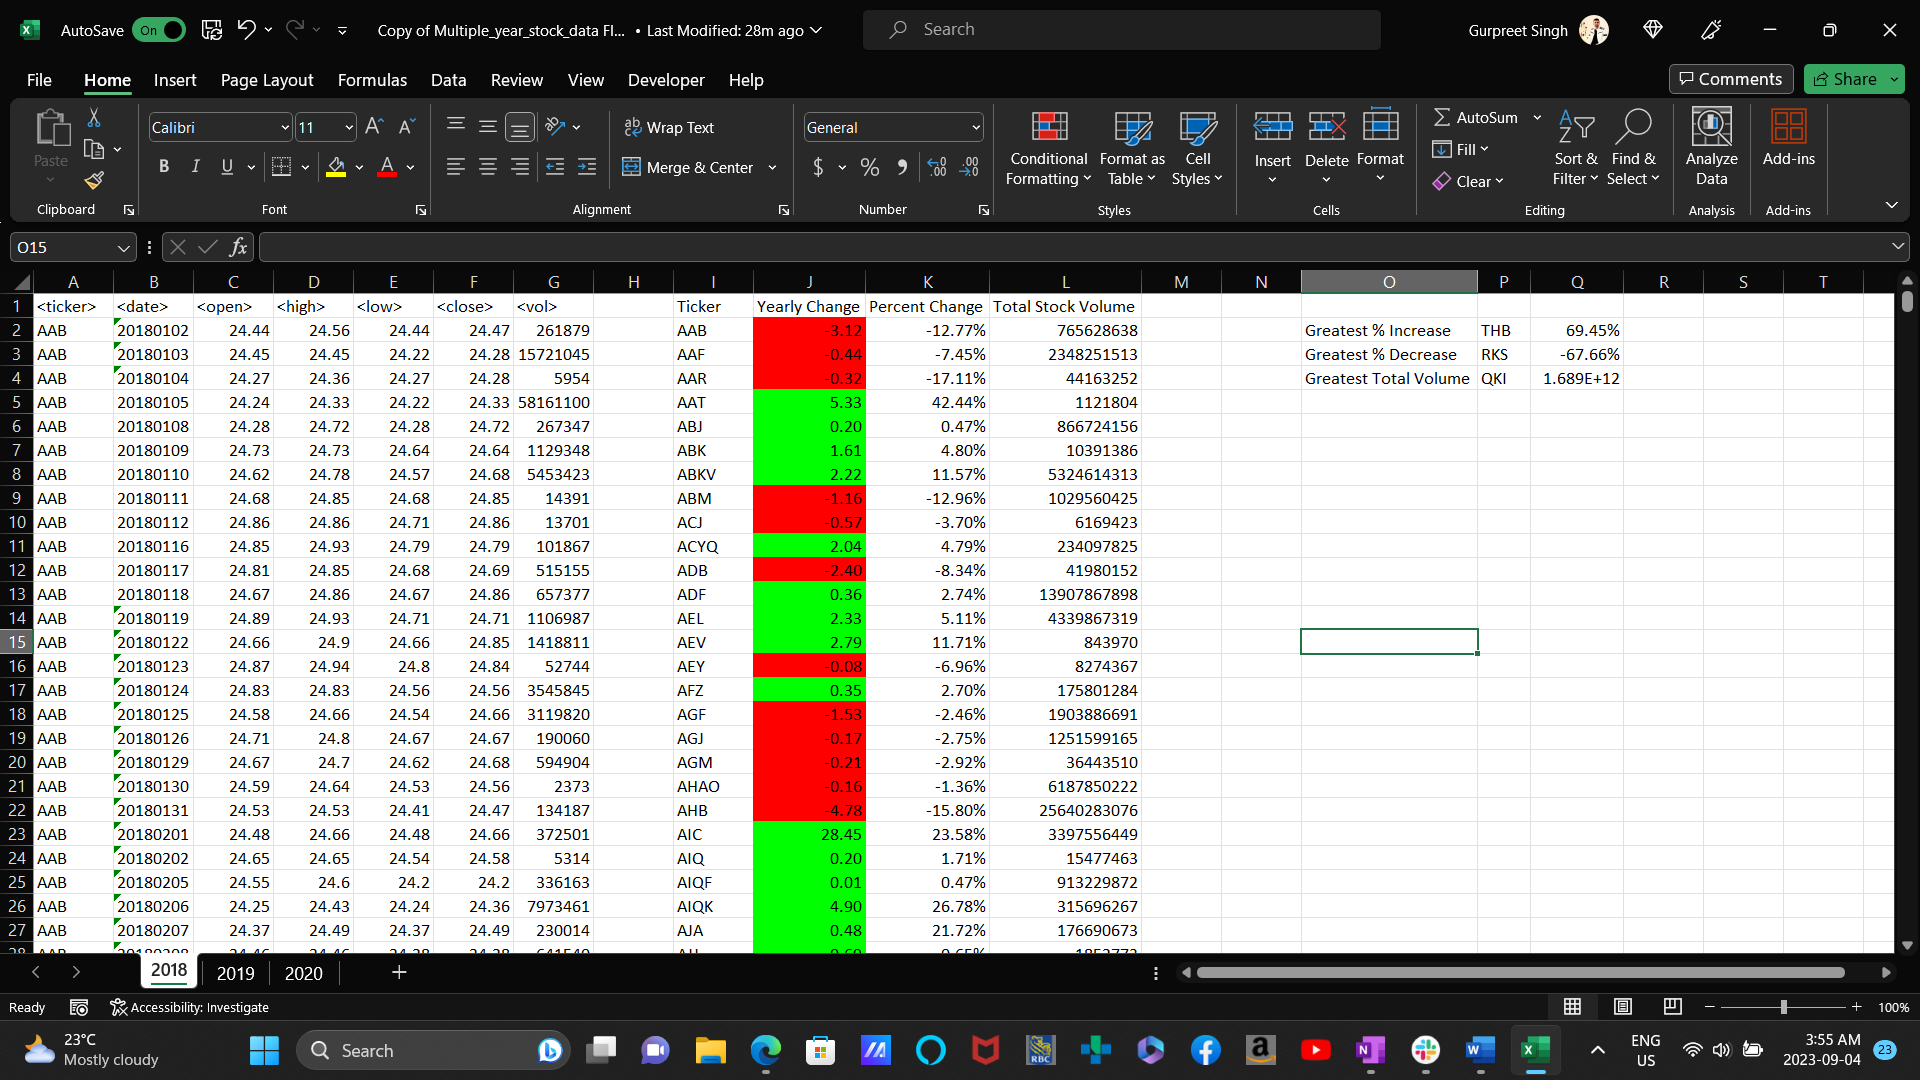 AutoSave On Copy of Multiple_year_stock_data Fl... • Last Modified: 28m ago Search Gurpreet Singh
File Home Insert Page Layout Formulas Data Review View Developer Help Comments Share
Paste Calibri 11 Wrap Text General Conditional Formatting Format as Table Cell Styles Insert Delete Format AutoSum Fill Clear Sort & Filter Find & Select Analyze Data Add-ins
B I U A Merge & Center $ % 9 .00 .00
Clipboard Font Alignment Number Styles Cells Editing Analysis Add-ins
O15 fx
A B C D E F G H I J K L M N O P Q R S T
1 <ticker> <date> <open> <high> <low> <close> <vol> Ticker Yearly Change Percent Change Total Stock Volume
2 AAB 20180102 24.44 24.56 24.44 24.47 261879 AAB -3.12 -12.77% 765628638 Greatest % Increase THB 69.45%
3 AAB 20180103 24.45 24.45 24.22 24.28 15721045 AAF -0.44 -7.45% 2348251513 Greatest % Decrease RKS -67.66%
4 AAB 20180104 24.27 24.36 24.27 24.28 5954 AAR -0.32 -17.11% 44163252 Greatest Total Volume QKI 1.689E+12
5 AAB 20180105 24.24 24.33 24.22 24.33 58161100 AAT 5.33 42.44% 1121804
6 AAB 20180108 24.28 24.72 24.28 24.72 267347 ABJ 0.20 0.47% 866724156
7 AAB 20180109 24.73 24.73 24.64 24.64 1129348 ABK 1.61 4.80% 10391386
8 AAB 20180110 24.62 24.78 24.57 24.68 5453423 ABKV 2.22 11.57% 5324614313
9 AAB 20180111 24.68 24.85 24.68 24.85 14391 ABM -1.16 -12.96% 1029560425
10 AAB 20180112 24.86 24.86 24.71 24.86 13701 ACJ -0.57 -3.70% 6169423
11 AAB 20180116 24.85 24.93 24.79 24.79 101867 ACYQ 2.04 4.79% 234097825
12 AAB 20180117 24.81 24.85 24.68 24.69 515155 ADB -2.40 -8.34% 41980152
13 AAB 20180118 24.67 24.86 24.67 24.86 657377 ADF 0.36 2.74% 13907867898
14 AAB 20180119 24.89 24.93 24.71 24.71 1106987 AEL 2.33 5.11% 4339867319
15 AAB 20180122 24.66 24.9 24.66 24.85 1418811 AEV 2.79 11.71% 843970
16 AAB 20180123 24.87 24.94 24.8 24.84 52744 AEY -0.08 -6.96% 8274367
17 AAB 20180124 24.83 24.83 24.56 24.56 3545845 AFZ 0.35 2.70% 175801284
18 AAB 20180125 24.58 24.66 24.54 24.66 3119820 AGF -1.53 -2.46% 1903886691
19 AAB 20180126 24.71 24.8 24.67 24.67 190060 AGJ -0.17 -2.75% 1251599165
20 AAB 20180129 24.67 24.7 24.62 24.68 594904 AGM -0.21 -2.92% 36443510
21 AAB 20180130 24.59 24.64 24.53 24.56 2373 AHAO -0.16 -1.36% 6187850222
22 AAB 20180131 24.53 24.53 24.41 24.47 134187 AHB -4.78 -15.80% 25640283076
23 AAB 20180201 24.48 24.66 24.48 24.66 372501 AIC 28.45 23.58% 3397556449
24 AAB 20180202 24.65 24.65 24.54 24.58 5314 AIQ 0.20 1.71% 15477463
25 AAB 20180205 24.55 24.6 24.2 24.2 336163 AIQF 0.01 0.47% 913229872
26 AAB 20180206 24.25 24.43 24.24 24.36 7973461 AIQK 4.90 26.78% 315696267
27 AAB 20180207 24.37 24.49 24.37 24.49 230014 AJA 0.48 21.72% 176690673
2018 2019 2020
Ready Accessibility: Investigate 100%
23°C Mostly cloudy Search RBC ENG US 3:55 AM 2023-09-04 23